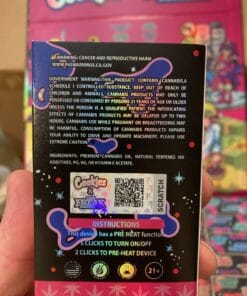 WARNING: CANCER AND REPRODUCTIVE HARM
WWW.P65WARNINGS.CA.GOV
GOVERNMENT WARNING: THIS PRODUCT CONTAINS CANNABIS, A
SCHEDULE I CONTROLLED SUBSTANCE. KEEP OUT OF REACH OF
CHILDREN AND ANIMALS. CANNABIS PRODUCTS MAY ONLY BE
POSSESSED OR CONSUMED BY PERSONS 21 YEARS OF AGE OR OLDER
UNLESS THE PERSON IS A QUALIFIED PATIENT. THE INTOXICATING
EFFECTS OF CANNABIS PRODUCTS MAY BE DELAYED UP TO TWO
HOURS. CANNABIS USE WHILE PREGNANT OR BREASTFEEDING MAY
BE HARMFUL. CONSUMPTION OF CANNABIS PRODUCTS IMPAIRS
YOUR ABILITY TO DRIVE AND OPERATE MACHINERY. PLEASE USE
EXTREME CAUTION
INGREDIENTS: PREMIUM CANNABIS OIL, NATURAL TERPENES NO
ADDITIVES, PG, VG, OR VITAMIN E ACETATE.
Cookies
SCRATCH
INSTRUCTIONS
This device has a PRE HEAT function
5 CLICKS TO TURN ON/OFF
2 CLICKS TO PRE-HEAT DEVICE
21+